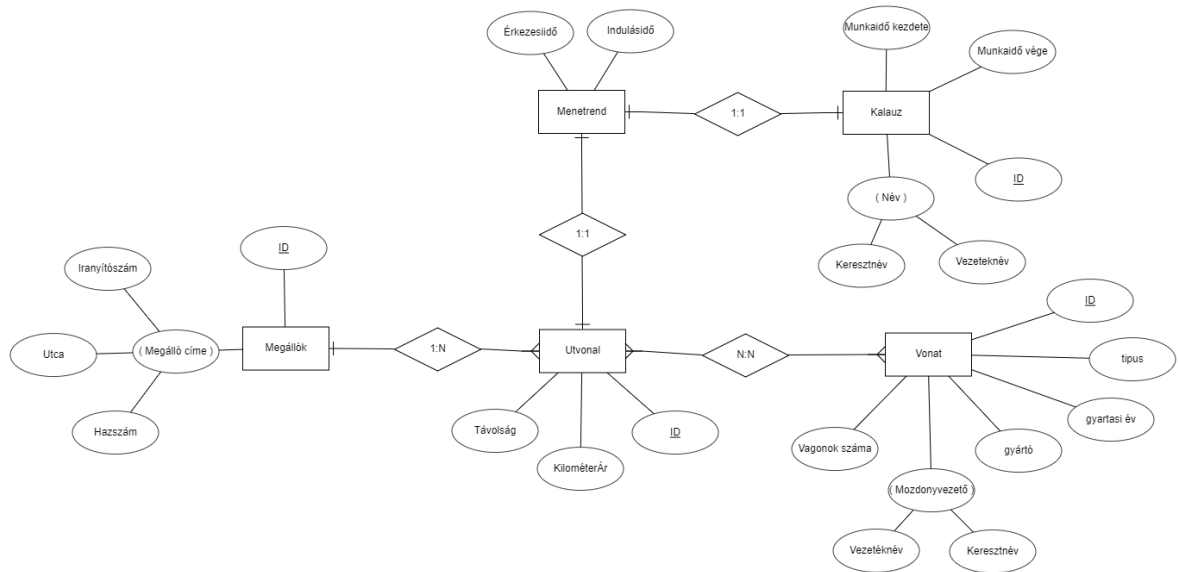 Érkezesiidő
Indulásidő
Munkaidő kezdete
Munkaidő vége
Menetrend
1:1
Kalauz
ID
( Név )
Keresztnév
Vezeteknév
1:1
ID
Iranyítószám
Utca
( Megálló címe )
Megállók
Hazszám
1:N
Utvonal
N:N
Vonat
ID
tipus
gyartasi év
gyártó
Vagonok száma
( Mozdonyvezető )
Vezetéknév
Keresztnév
Távolság
KilométerÁr
ID